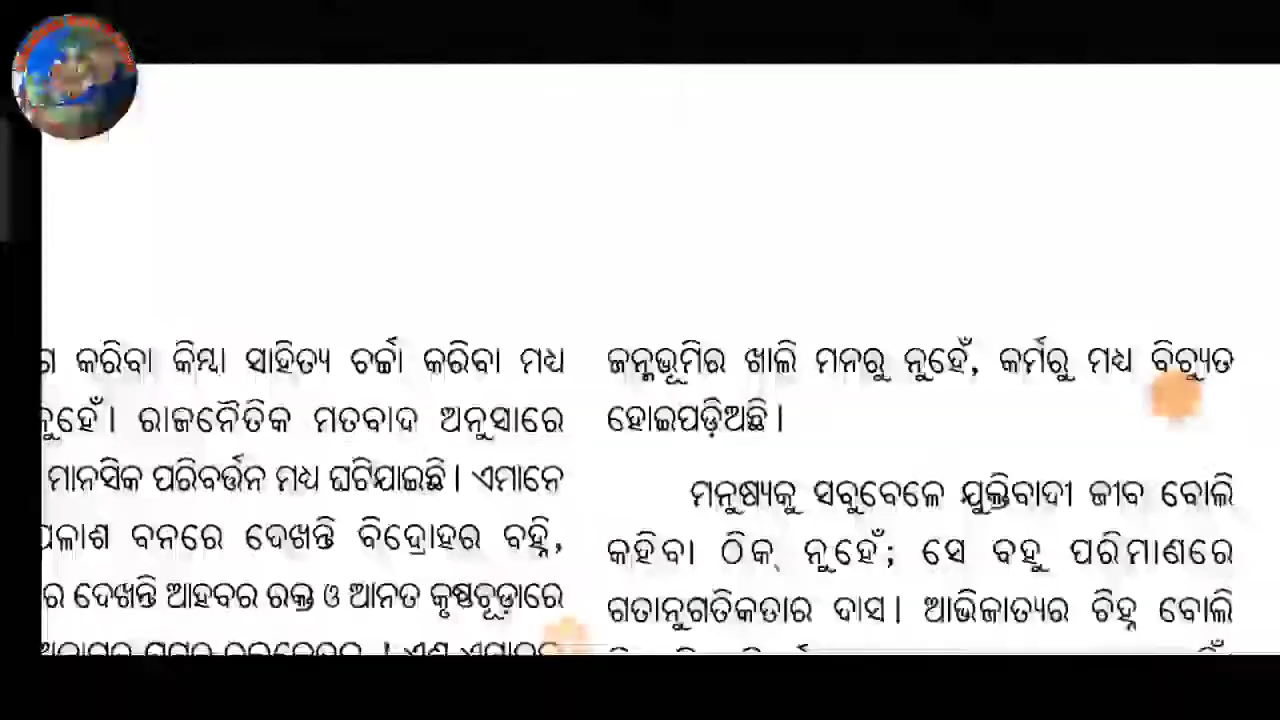 କରିବା କିମ୍ବା ସାହିତ୍ୟ ଚର୍ଚ୍ଚା କରିବା ମଧ୍ୟ
ନୁହେଁ। ରାଜନୈତିକ ମତବାଦ ଅନୁସାରେ
ମାନସିକ ପରିବର୍ତ୍ତନ ମଧ୍ୟ ଘଟିଯାଇଛି। ଏମାନେ
ପଳାଶ ବନରେ ଦେଖନ୍ତି ବିଦ୍ରୋହର ବହ୍ନି,
ର ଦେଖନ୍ତି ଆହବର ରକ୍ତ ଓ ଆନତ କୃଷ୍ଣଚୂଡ଼ାରେ
ଜନ୍ମଭୂମିର ଖାଲି ମନରୁ ନୁହେଁ, କର୍ମରୁ ମଧ୍ୟ ବିଚ୍ୟୁତ
ହୋଇପଡ଼ିଅଛି।
ମନୁଷ୍ୟକୁ ସବୁବେଳେ ଯୁକ୍ତିବାଦୀ ଜୀବ ବୋଲି
କହିବା ଠିକ୍ ନୁହେଁ; ସେ ବହୁ ପରିମାଣରେ
ଗତାନୁଗତିକତାର ଦାସ। ଆଭିଜାତ୍ୟର ଚିହ୍ନ ବୋଲି